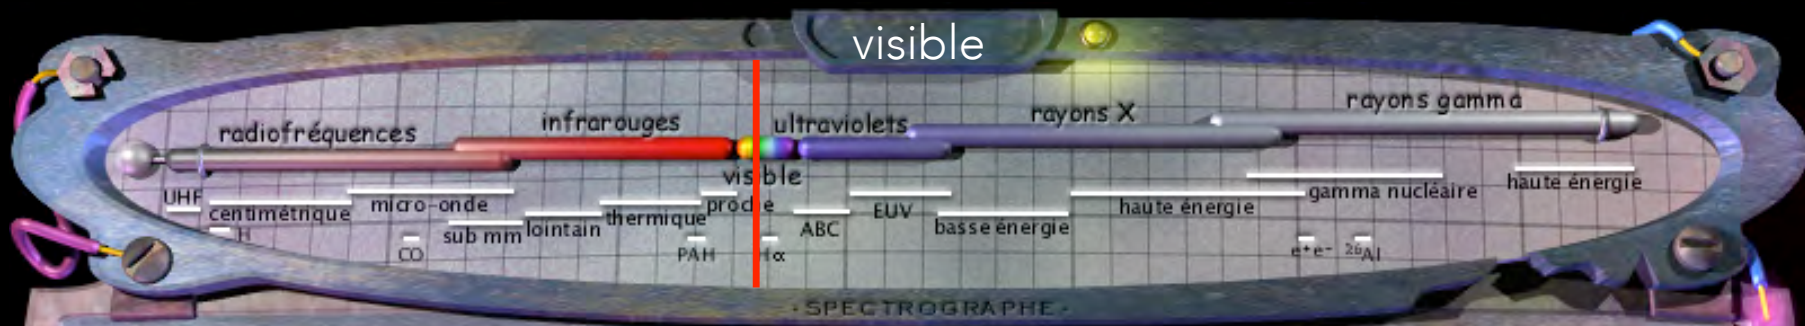 visible
radiofréquences
infrarouges
ultraviolets
rayons X
rayons gamma
visible
UHF
centimétrique
micro-onde
sub mm
lointain
thermique
proche
ABC
EUV
basse énergie
haute énergie
gamma nucléaire
haute énergie
H
CO
PAH
Hα
e⁺e⁻
²⁶Al
·SPECTROGRAPHE·